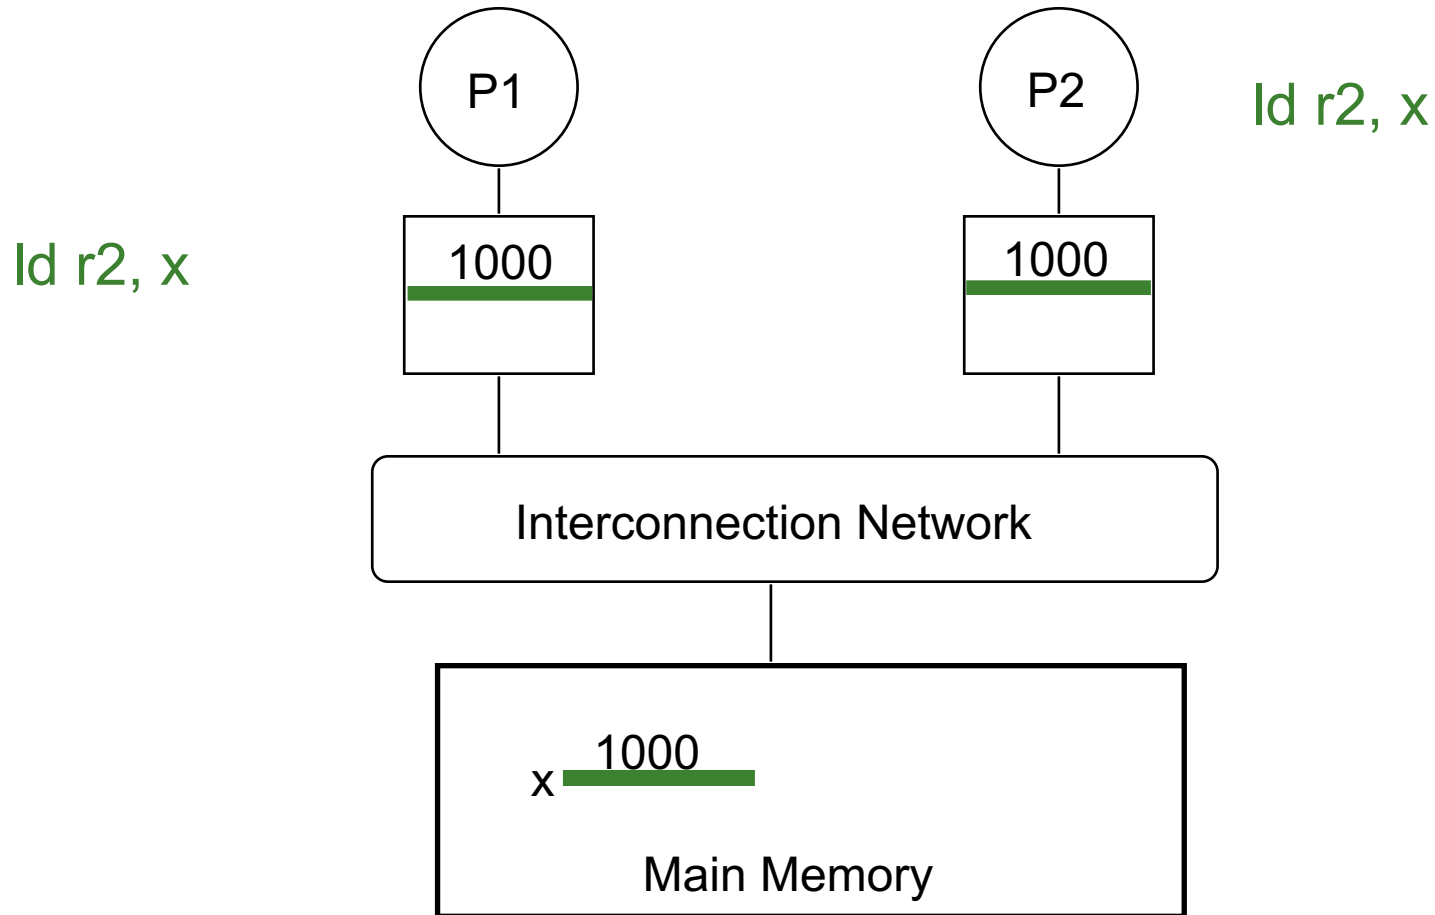 P1
P2
ld r2, x
ld r2, x
1000
1000
Interconnection Network
1000
x
Main Memory